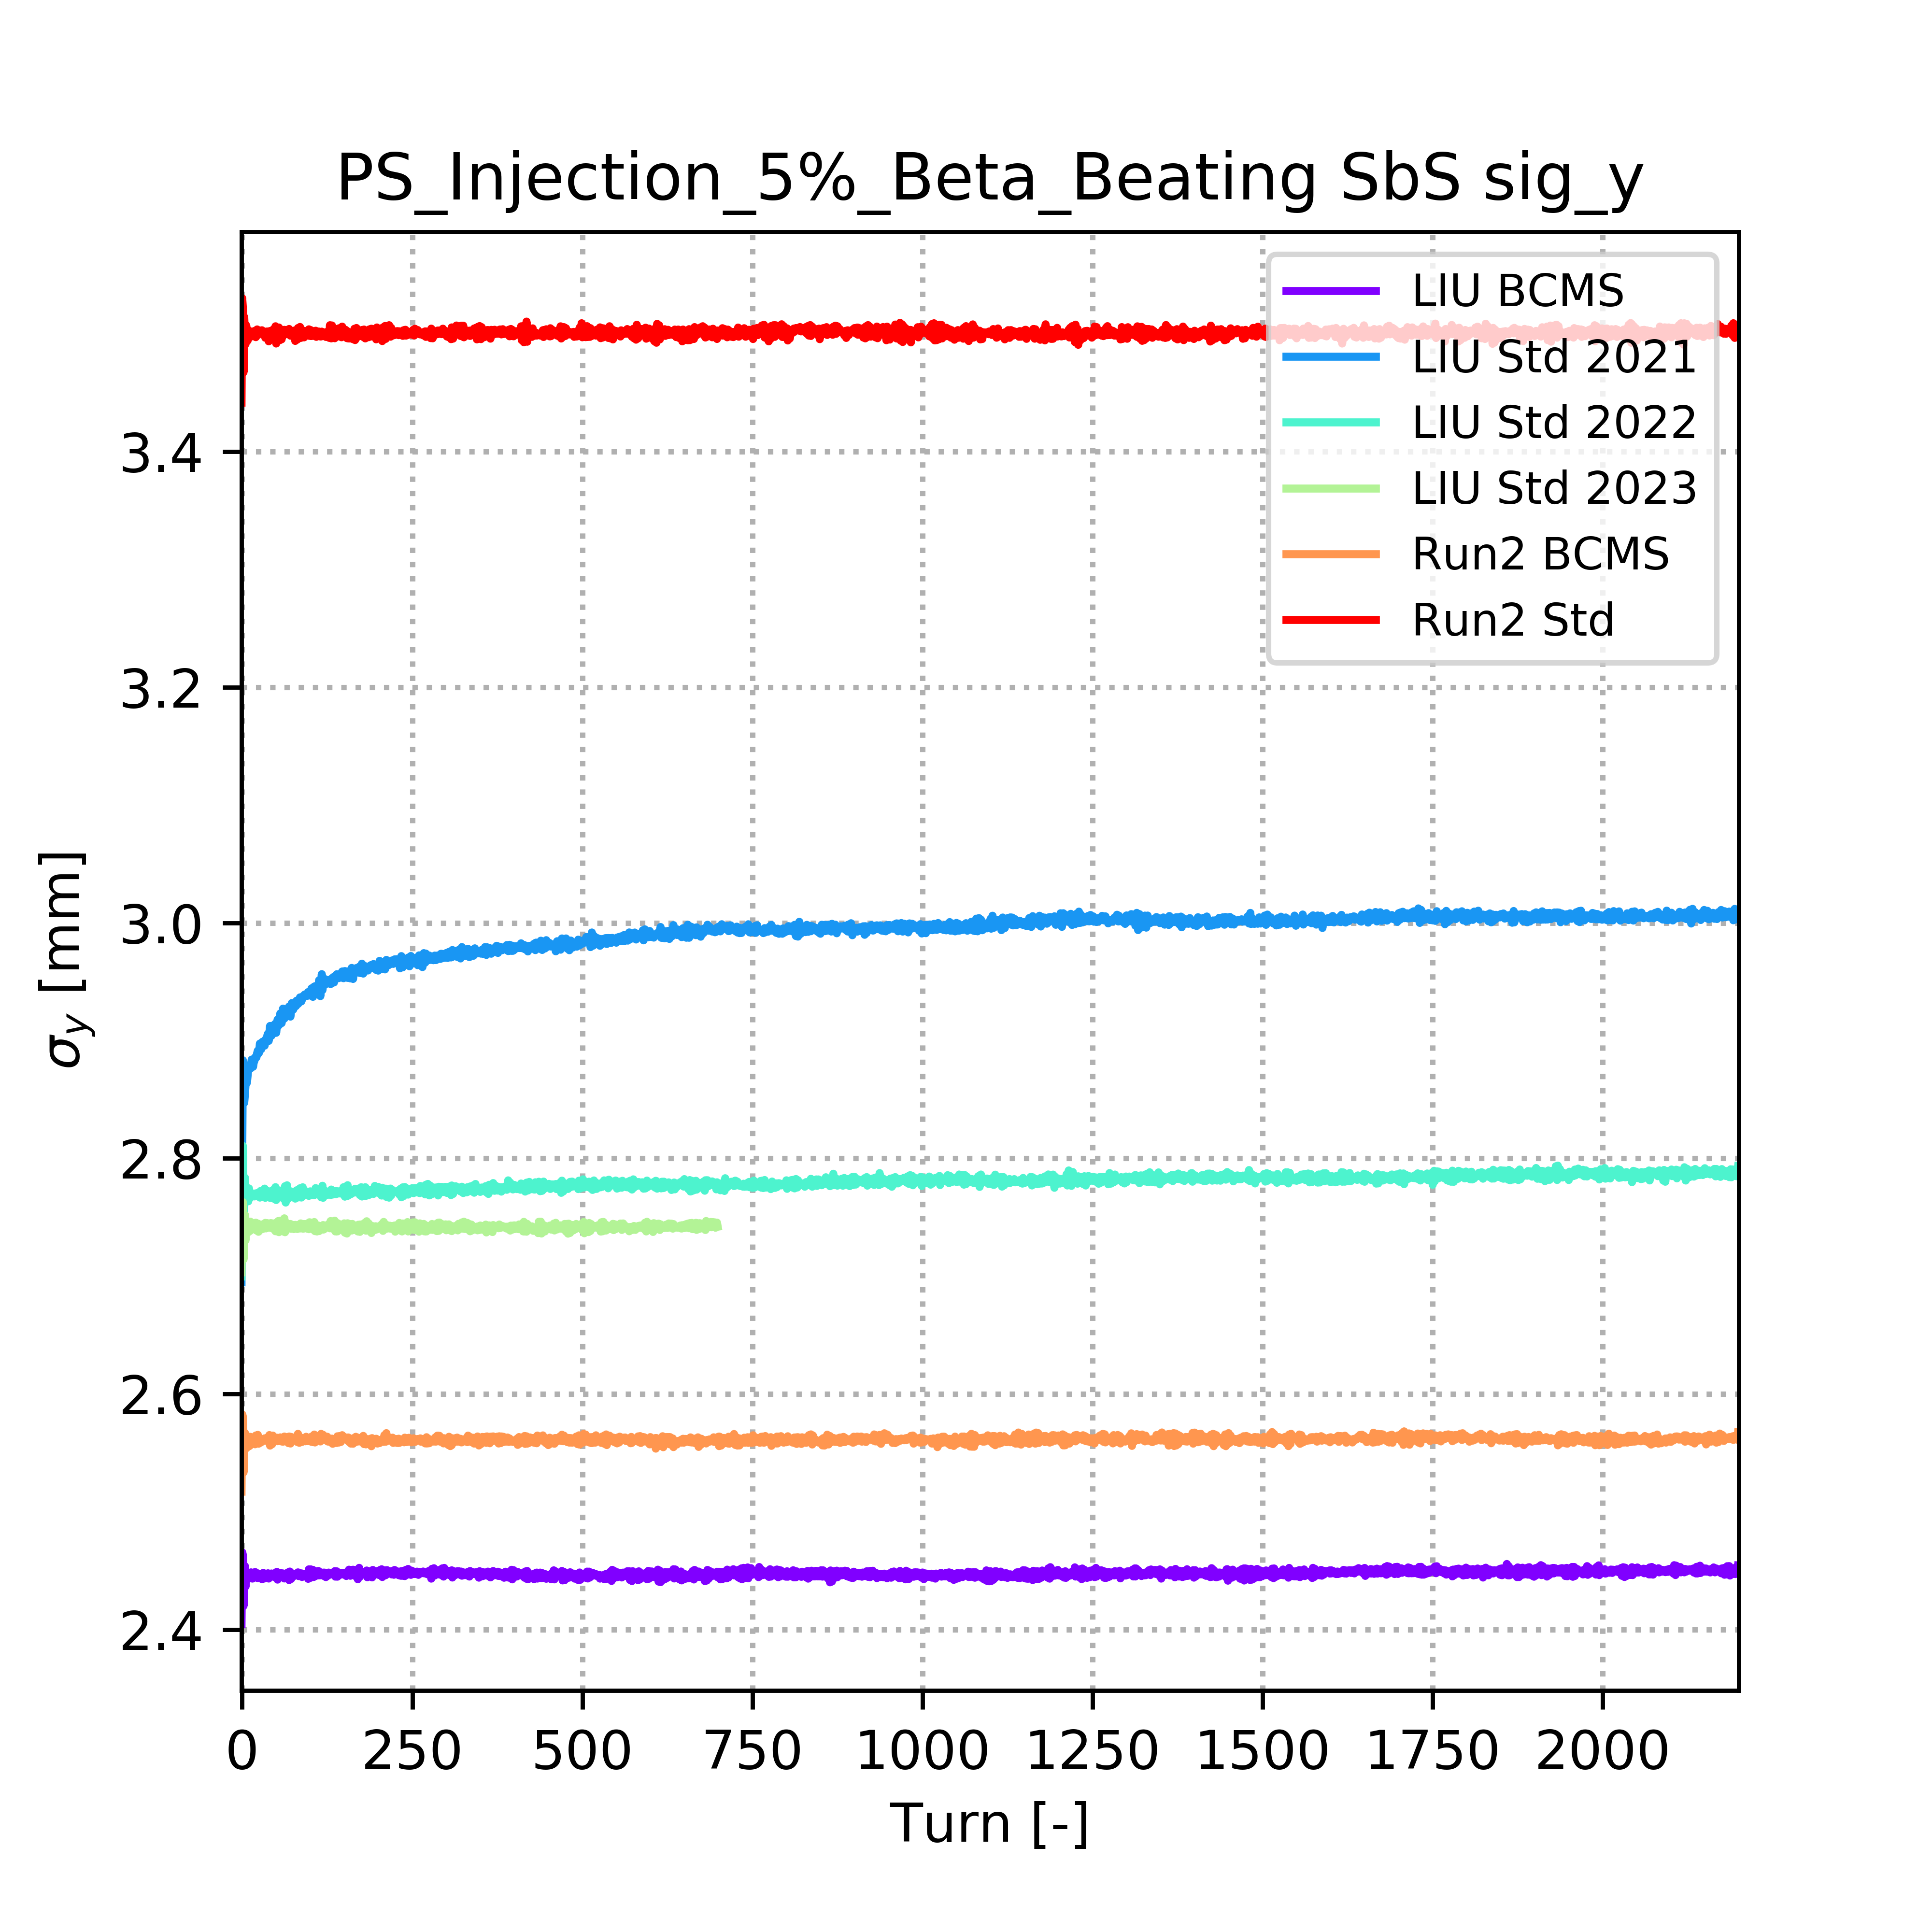 PS_Injection_5%_Beta_Beating SbS sig_y
LIU BCMS
LIU Std 2021
LIU Std 2022
LIU Std 2023
Run2 BCMS
Run2 Std
3.4
3.2
3.0
2.8
2.6
2.4
σy [mm]
0 250 500 750 1000 1250 1500 1750 2000
Turn [-]